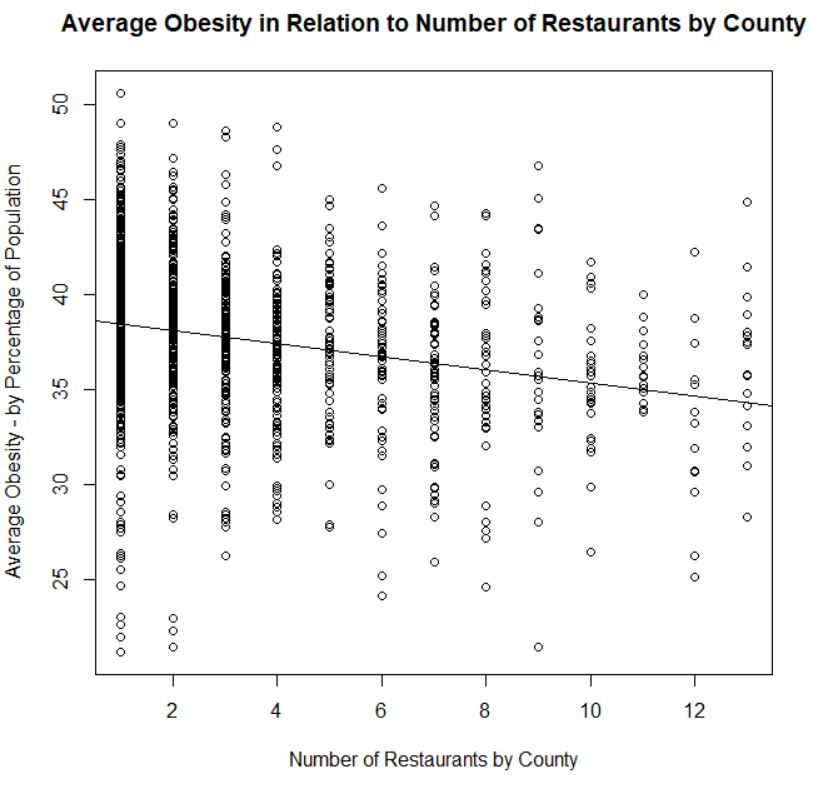 Average Obesity in Relation to Number of Restaurants by County
Average Obesity - by Percentage of Population
50
45
40
35
30
25
2 4 6 8 10 12
Number of Restaurants by County